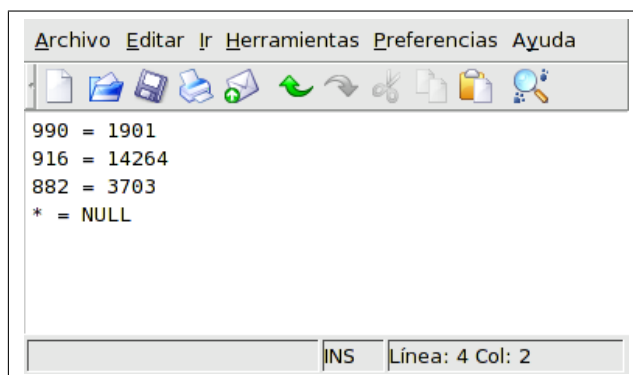 Archivo Editar Ir Herramientas Preferencias Ayuda
990 = 1901
916 = 14264
882 = 3703
* = NULL
INS
Línea: 4 Col: 2